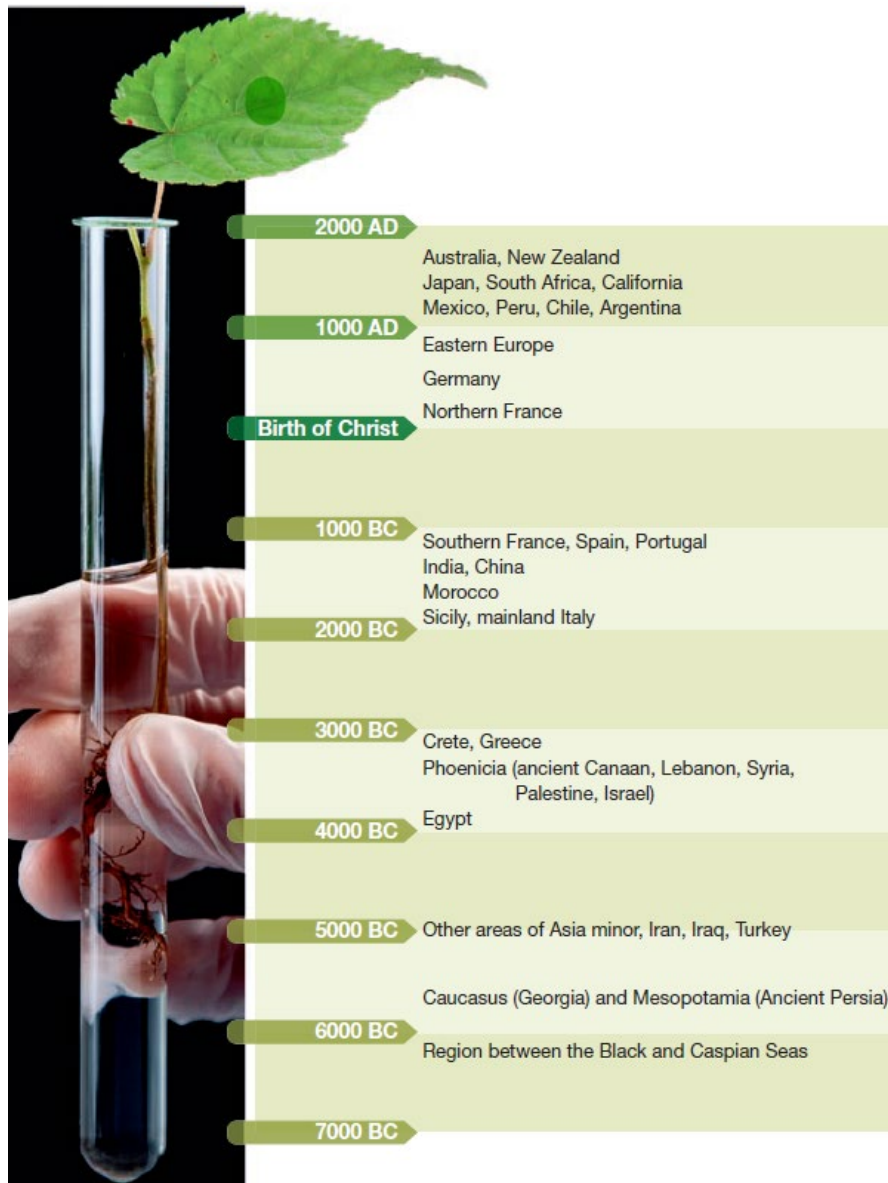 2000 AD
Australia, New Zealand
Japan, South Africa, California
Mexico, Peru, Chile, Argentina
1000 AD
Eastern Europe
Germany
Northern France
Birth of Christ
1000 BC
Southern France, Spain, Portugal
India, China
Morocco
Sicily, mainland Italy
2000 BC
3000 BC
Crete, Greece
Phoenicia (ancient Canaan, Lebanon, Syria,
Palestine, Israel)
Egypt
4000 BC
5000 BC Other areas of Asia minor, Iran, Iraq, Turkey
Caucasus (Georgia) and Mesopotamia (Ancient Persia)
6000 BC
Region between the Black and Caspian Seas
7000 BC